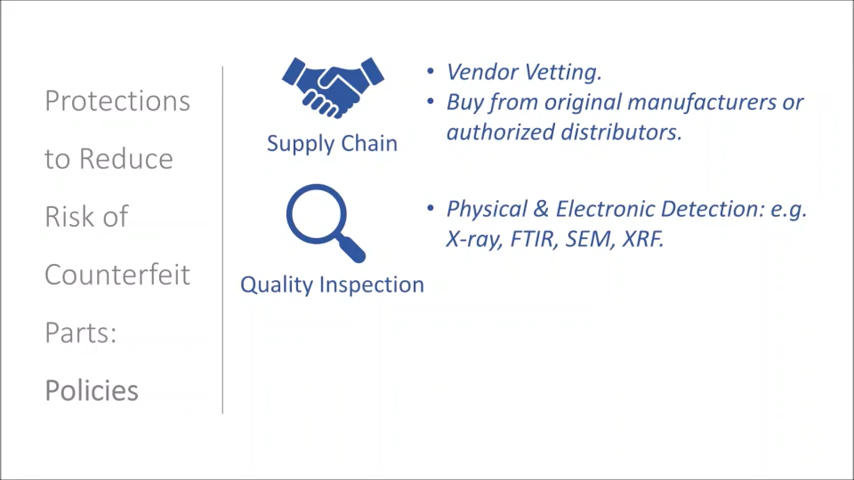 Protections
to Reduce
Risk of
Counterfeit
Parts:
Policies
Supply Chain
• Vendor Vetting.
• Buy from original manufacturers or
authorized distributors.
Quality Inspection
• Physical & Electronic Detection: e.g.
X-ray, FTIR, SEM, XRF.